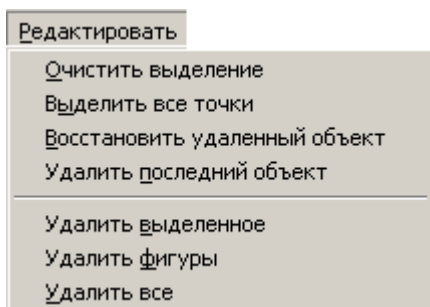 Редактировать
Очистить выделение
Выделить все точки
Восстановить удаленный объект
Удалить последний объект
Удалить выделенное
Удалить фигуры
Удалить все